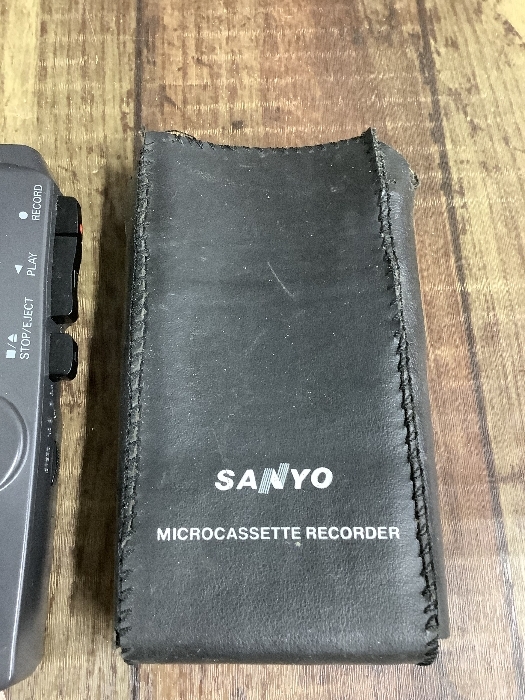 ● RECORD
◀ PLAY
■/⏏ STOP/EJECT
SANYO
MICROCASSETTE RECORDER